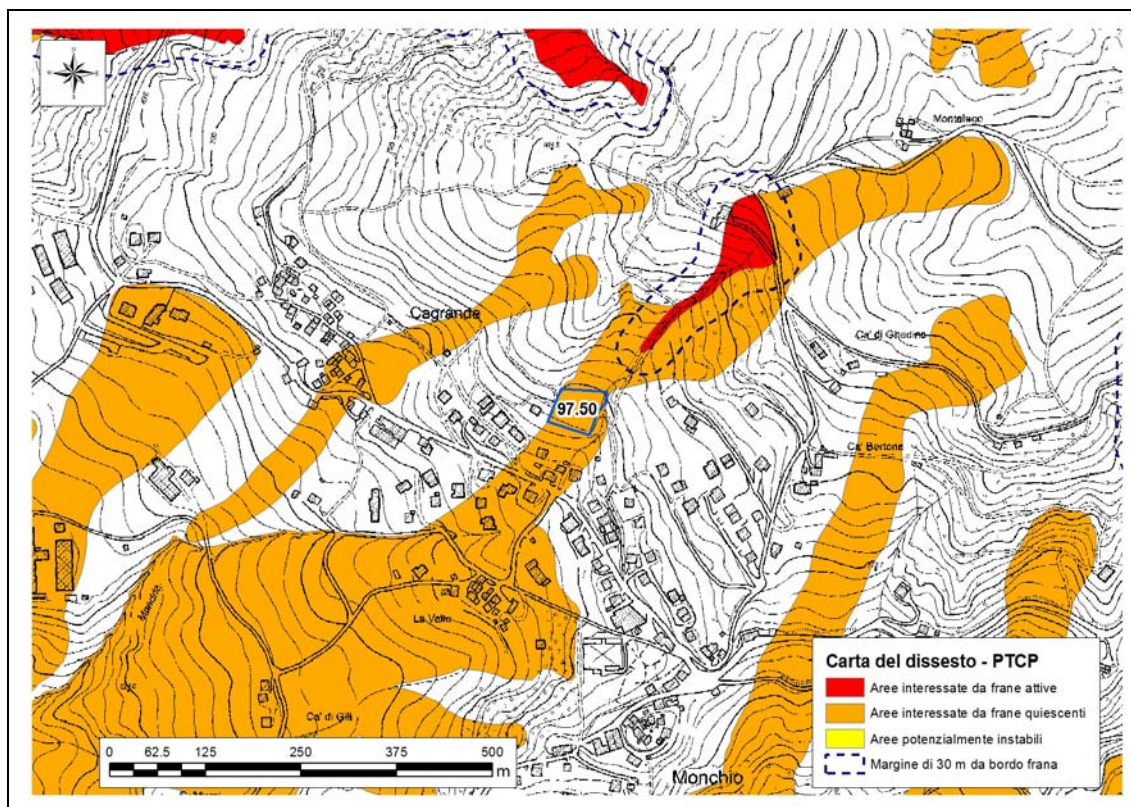 Montelago
Cagrande
Ca' di Ghedino
97.50
Ca' Bertone
La Valle
Ca' di Gilli
Monchio
0 62.5 125 250 375 500
m
Carta del dissesto - PTCP
Aree interessate da frane attive
Aree interessate da frane quiescenti
Aree potenzialmente instabili
Margine di 30 m da bordo frana